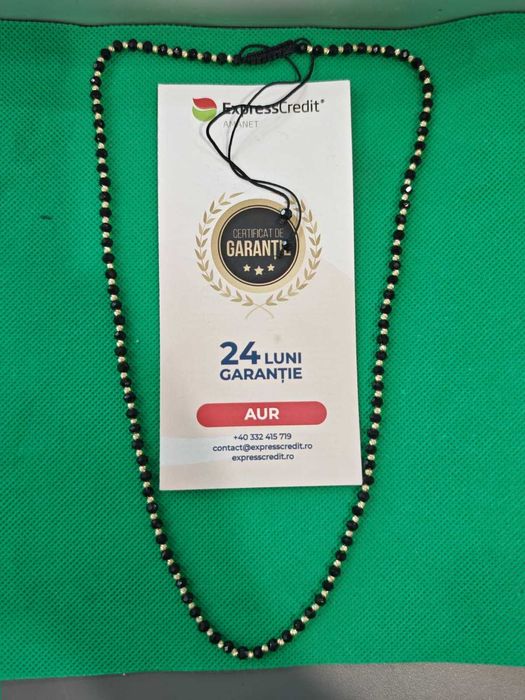 ExpressCredit®
AMANET
CERTIFICAT DE
GARANȚIE
24 LUNI
GARANȚIE
AUR
+40 332 415 719
contact@expresscredit.ro
expresscredit.ro